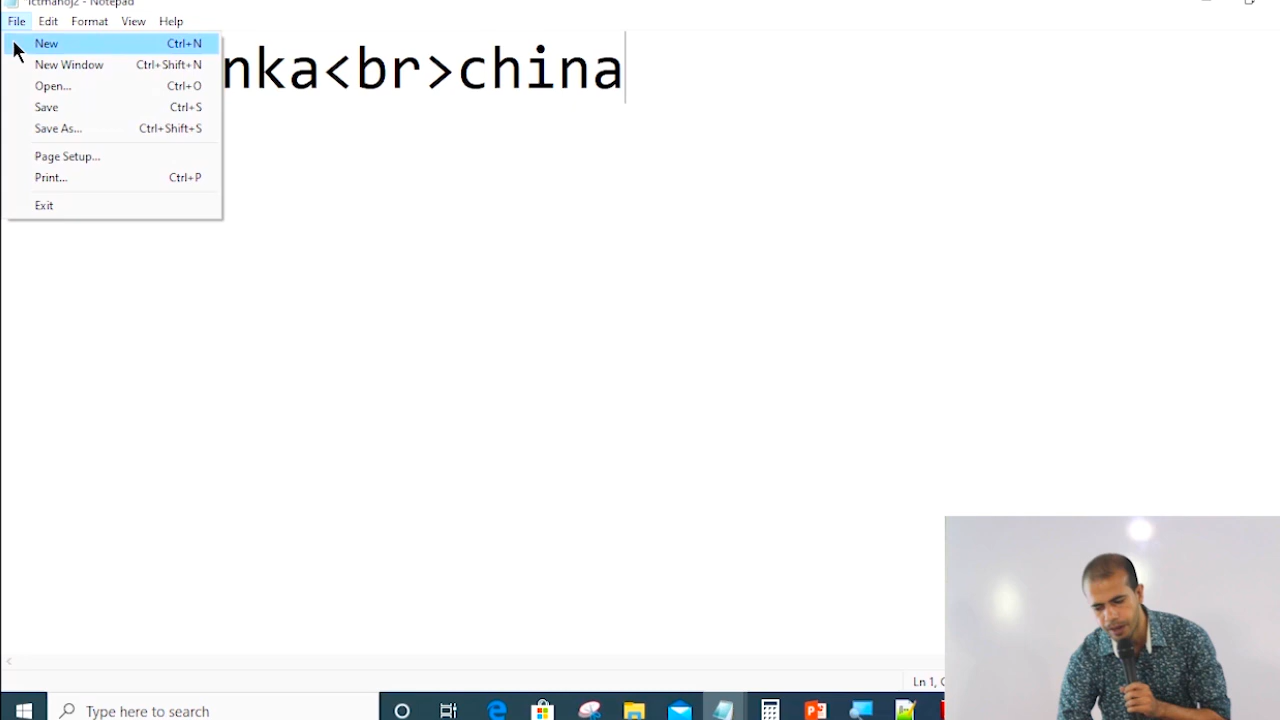 *ictmanoj2 - Notepad
File Edit Format View Help
New Ctrl+N
nka<br>china
New Window Ctrl+Shift+N
Open... Ctrl+O
Save Ctrl+S
Save As... Ctrl+Shift+S
Page Setup...
Print... Ctrl+P
Exit
Ln 1, C
Type here to search